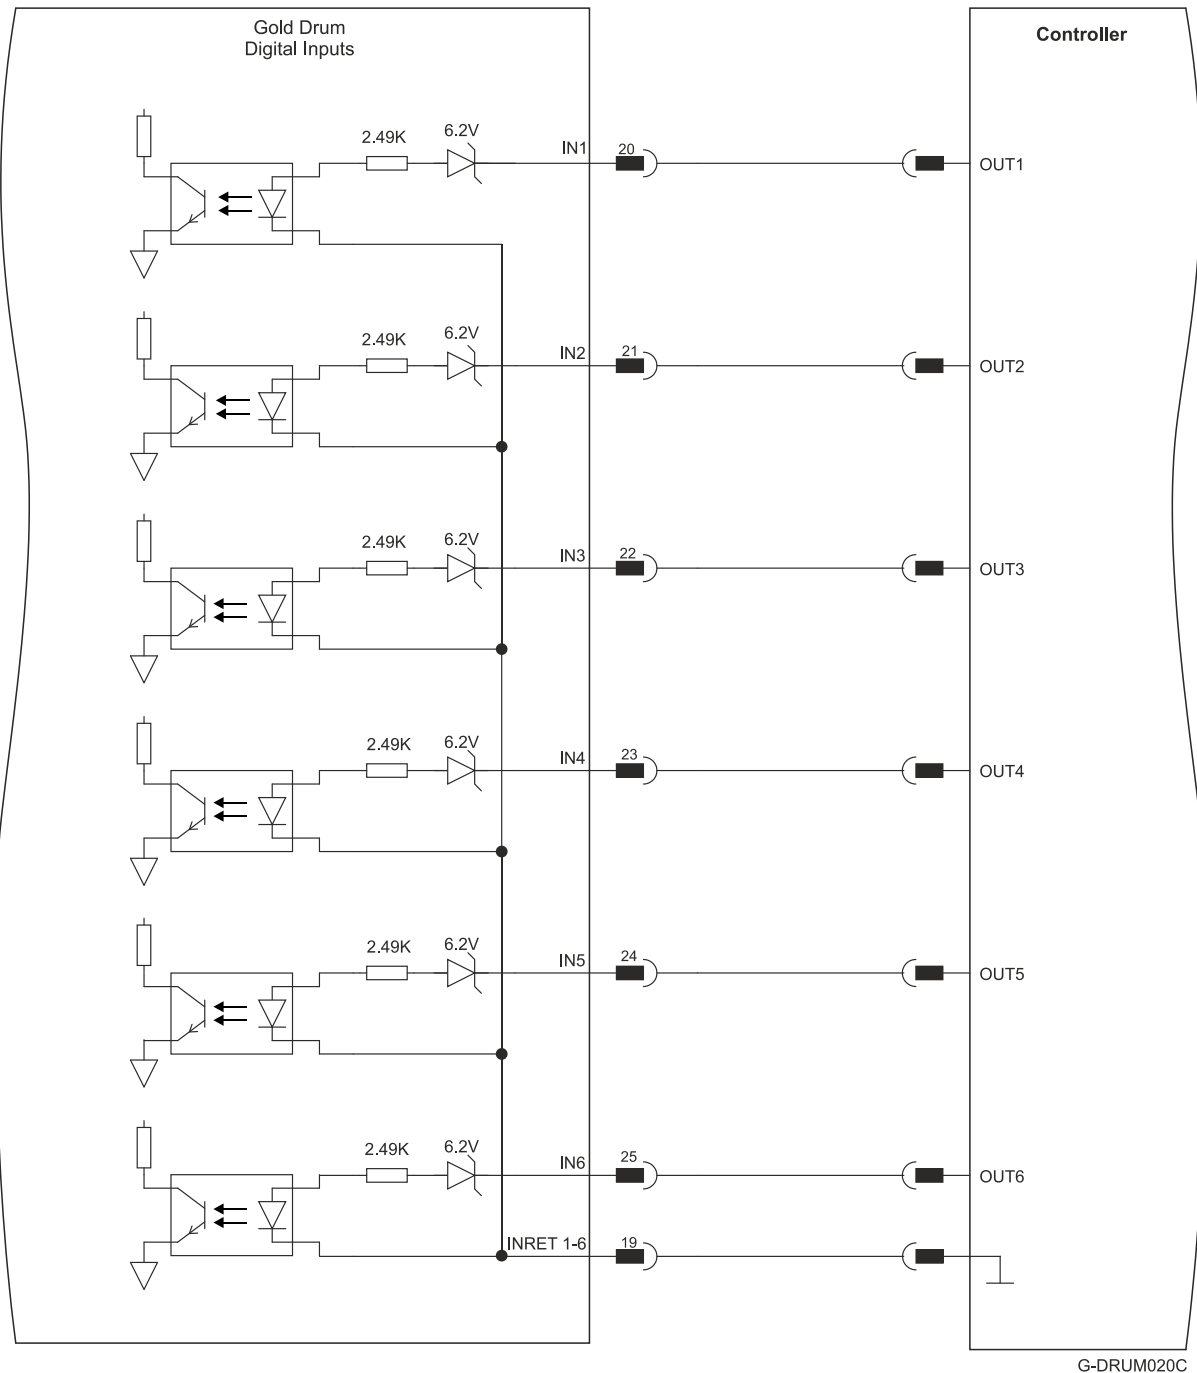 Gold Drum
Digital Inputs
Controller
2.49K
6.2V
IN1
20
OUT1
2.49K
6.2V
IN2
21
OUT2
2.49K
6.2V
IN3
22
OUT3
2.49K
6.2V
IN4
23
OUT4
2.49K
6.2V
IN5
24
OUT5
2.49K
6.2V
IN6
25
OUT6
INRET 1-6
19
G-DRUM020C